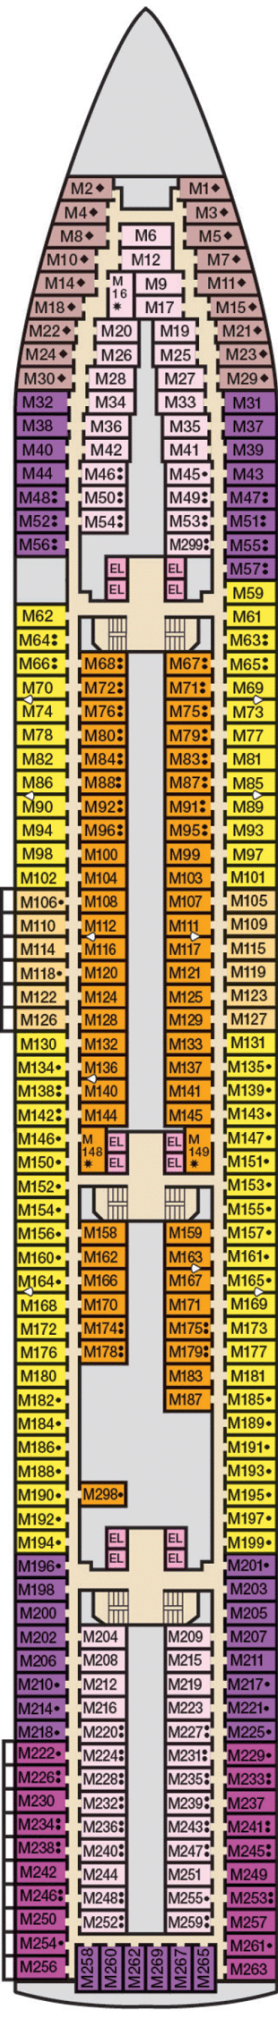 M2◆ M1◆
M4◆ M3◆
M8◆ M6 M5◆
M10◆ M12 M7◆
M14◆ M
16
✷ M9 M11◆
M18◆ M17 M15◆
M22◆ M20 M19 M21◆
M24◆ M26 M25 M23◆
M30◆ M28 M27 M29◆
M32 M34 M33 M31
M38 M36 M35 M37
M40 M42 M41 M39
M44 M46: M45• M43
M48: M50: M49: M47:
M52: M54: M53: M51:
M56: M299: M55:
EL EL M57:
EL EL M59
M62 M61
M64: M63:
M66: M68: M67: M65:
M70 M72: M71: M69
M74 M76: M75: M73
M78 M80: M79: M77
M82 M84: M83: M81
M86 M88: M87: M85
M90 M92: M91: M89
M94 M96: M95: M93
M98 M100 M99 M97
M102 M104 M103 M101
M106• M108 M107 M105
M110 M112 M111 M109
M114 M116 M117 M115
M118• M120 M121 M119
M122 M124 M125 M123
M126 M128 M129 M127
M130 M132 M133 M131
M134• M136 M137 M135•
M138: M140 M141 M139•
M142: M144 M145 M143•
M146• M
148
✷ EL EL M
149
✷ M147•
M150• EL EL M151•
M152• M153•
M154• M155•
M156• M158 M159 M157•
M160• M162 M163 M161•
M164• M166 M167 M165•
M168 M170 M171 M169
M172 M174: M175: M173
M176 M178: M179: M177
M180 M183 M181
M182• M187 M185•
M184• M189•
M186• M191•
M188• M193•
M190• M298• M195•
M192• M197•
M194• EL EL M199•
M196• EL EL M201•
M198 M203
M200 M205
M202 M204 M209 M207
M206 M208 M215 M211
M210• M212 M219 M217•
M214• M216 M223 M221•
M218• M220: M227: M225•
M222• M224: M231: M229•
M226: M228: M235: M233:
M230 M232: M239: M237
M234: M236: M243: M241:
M238: M240: M247: M245:
M242 M244 M251 M249
M246: M248: M255• M253:
M250 M252: M259: M257
M254• M261•
M256 M258 M260 M262 M269 M267 M265 M263